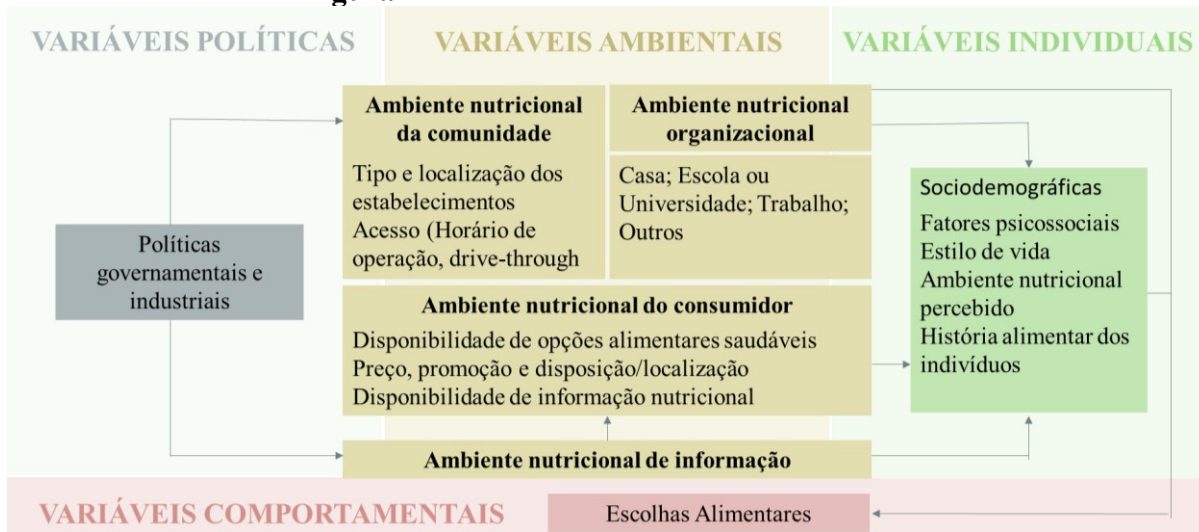 VARIÁVEIS POLÍTICAS
VARIÁVEIS AMBIENTAIS
VARIÁVEIS INDIVIDUAIS
Políticas
governamentais e
industriais
Ambiente nutricional
da comunidade
Tipo e localização dos
estabelecimentos
Acesso (Horário de
operação, drive-through
Ambiente nutricional
organizacional
Casa; Escola ou
Universidade; Trabalho;
Outros
Ambiente nutricional do consumidor
Disponibilidade de opções alimentares saudáveis
Preço, promoção e disposição/localização
Disponibilidade de informação nutricional
Ambiente nutricional de informação
Sociodemográficas
Fatores psicossociais
Estilo de vida
Ambiente nutricional
percebido
História alimentar dos
indivíduos
VARIÁVEIS COMPORTAMENTAIS
Escolhas Alimentares